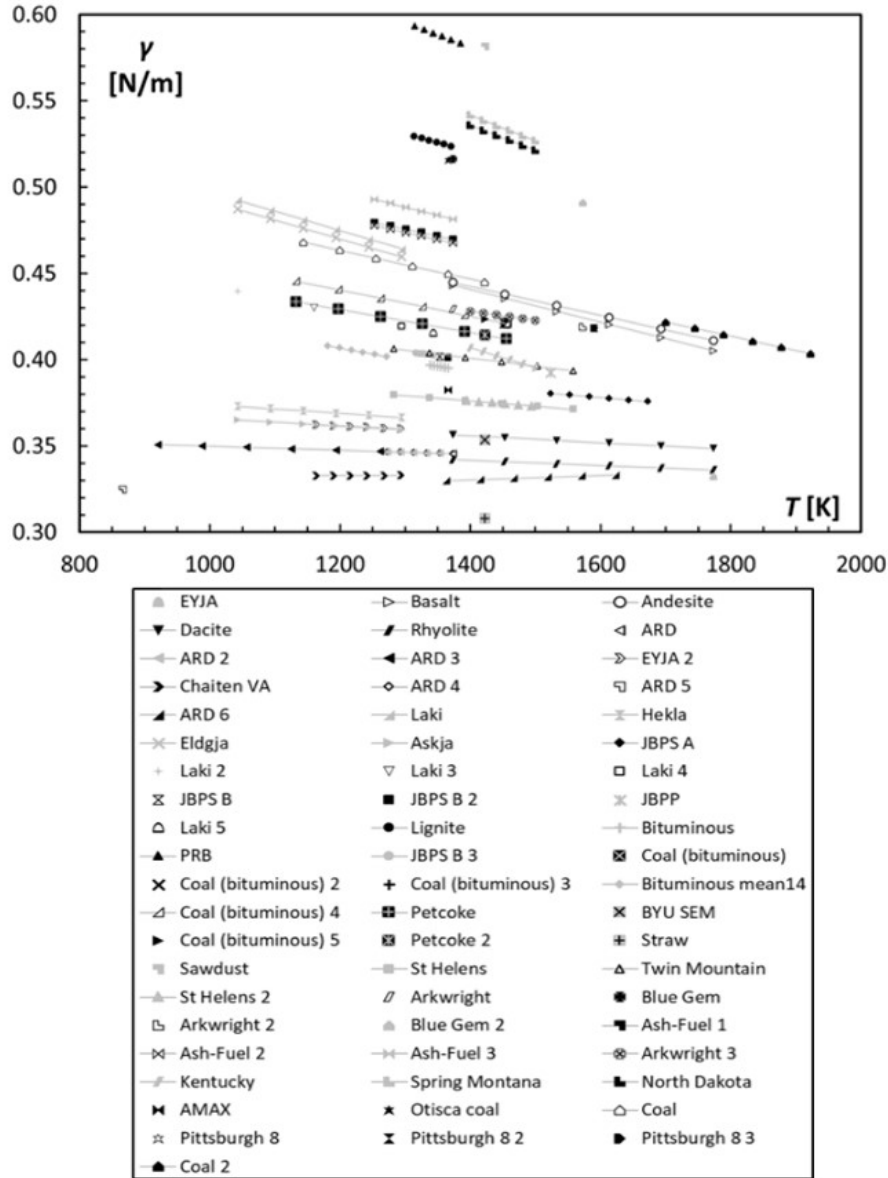 0.60
γ
[N/m]
0.55
0.50
0.45
0.40
0.35
T [K]
0.30
800 1000 1200 1400 1600 1800 2000
EYJA Basalt Andesite
Dacite Rhyolite ARD
ARD 2 ARD 3 EYJA 2
Chaiten VA ARD 4 ARD 5
ARD 6 Laki Hekla
Eldgja Askja JBPS A
Laki 2 Laki 3 Laki 4
JBPS B JBPS B 2 JBPP
Laki 5 Lignite Bituminous
PRB JBPS B 3 Coal (bituminous)
Coal (bituminous) 2 Coal (bituminous) 3 Bituminous mean14
Coal (bituminous) 4 Petcoke BYU SEM
Coal (bituminous) 5 Petcoke 2 Straw
Sawdust St Helens Twin Mountain
St Helens 2 Arkwright Blue Gem
Arkwright 2 Blue Gem 2 Ash-Fuel 1
Ash-Fuel 2 Ash-Fuel 3 Arkwright 3
Kentucky Spring Montana North Dakota
AMAX Otisca coal Coal
Pittsburgh 8 Pittsburgh 8 2 Pittsburgh 8 3
Coal 2